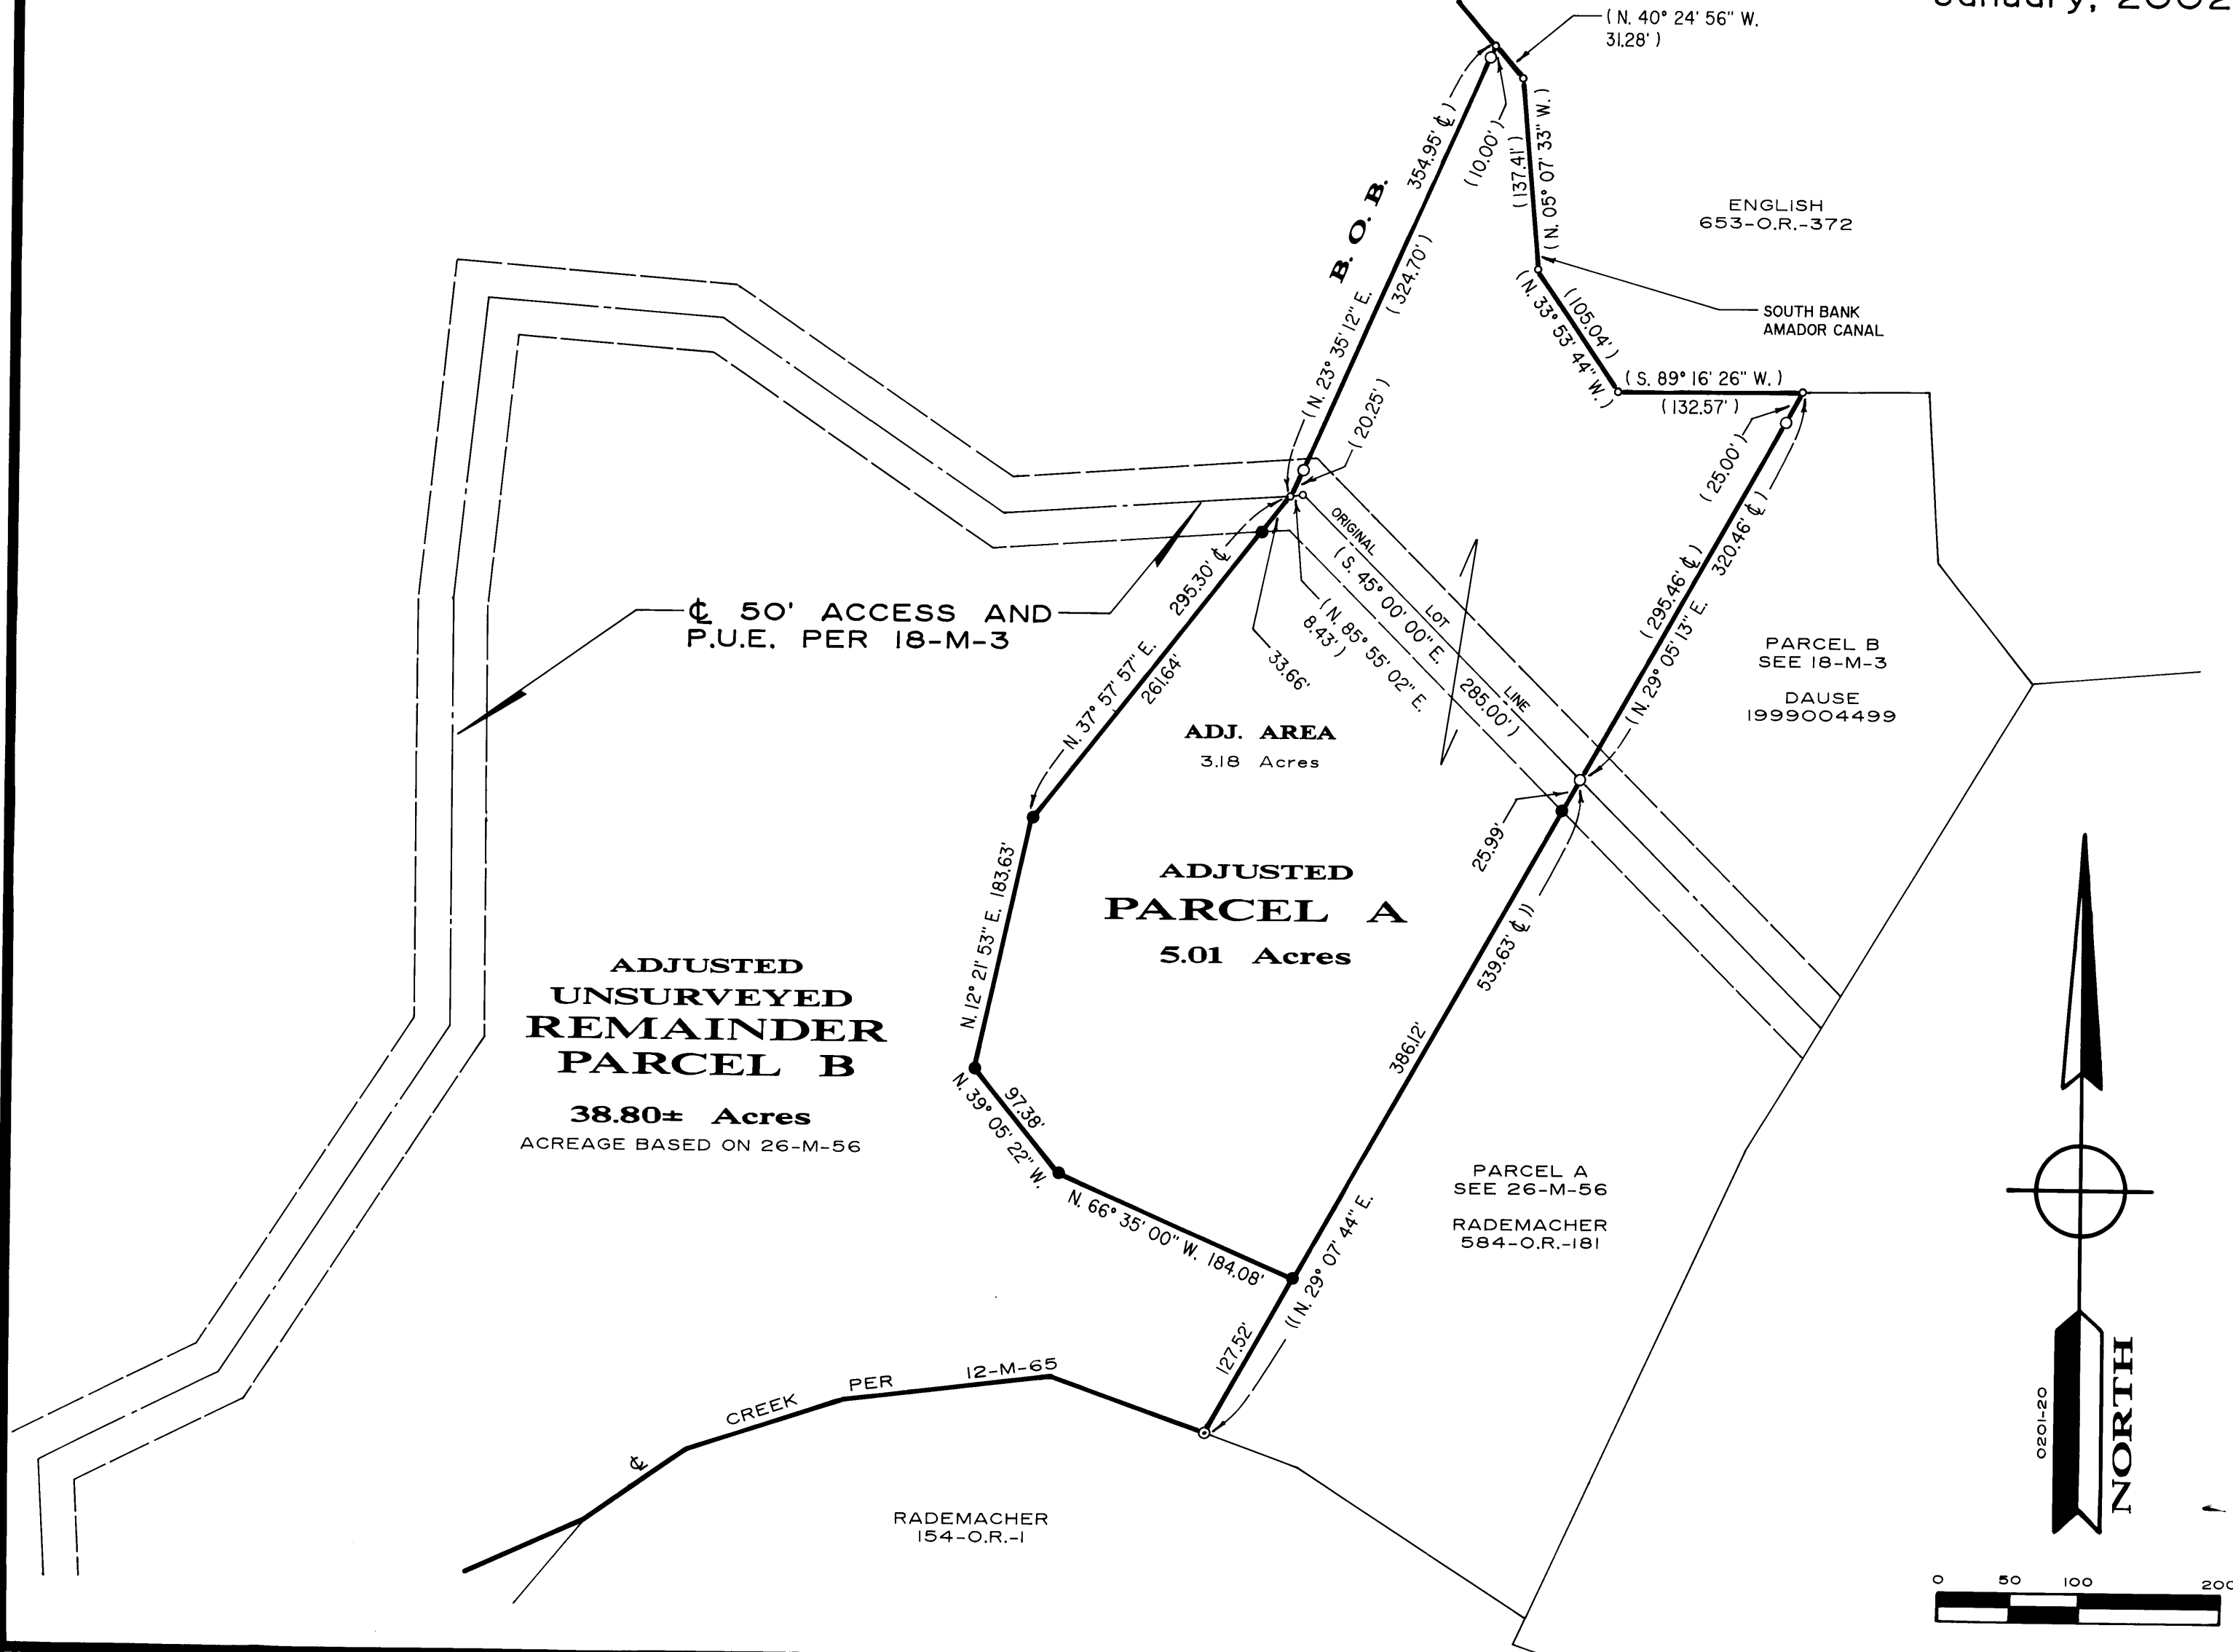 January, 2002
( N. 40° 24' 56" W.
31.28' )
354.95' ℄ )
( 10.00' )
( 137.41' )
( N. 05° 07' 33" W. )
B. O. B.
ENGLISH
653-O.R.-372
( N. 23° 35' 12" E.
( 324.70' )
( 105.04' )
( N. 33° 53' 44" W. )
SOUTH BANK
AMADOR CANAL
( S. 89° 16' 26" W. )
( 132.57' )
( 20.25' )
( 25.00' )
320.46' ℄ )
( 295.46' ℄ )
( N. 29° 05' 13" E.
ORIGINAL LOT LINE
( S. 45° 00' 00" E. 285.00' )
( N. 85° 55' 02" E.
8.43' )
33.66'
295.30' ℄
N. 37° 57' 57" E.
261.64'
℄ 50' ACCESS AND
P.U.E. PER 18-M-3
PARCEL B
SEE 18-M-3
DAUSE
1999004499
ADJ. AREA
3.18 Acres
25.99'
ADJUSTED
PARCEL A
5.01 Acres
N. 12° 21' 53" E. 183.63'
539.63' ℄ ))
386.12'
ADJUSTED
UNSURVEYED
REMAINDER
PARCEL B
38.80± Acres
ACREAGE BASED ON 26-M-56
97.38'
N. 39° 05' 22" W.
N. 66° 35' 00" W. 184.08'
(( N. 29° 07' 44" E.
127.52'
PARCEL A
SEE 26-M-56
RADEMACHER
584-O.R.-181
℄ CREEK PER 12-M-65
RADEMACHER
154-O.R.-1
0201-20
NORTH
0 50 100 200